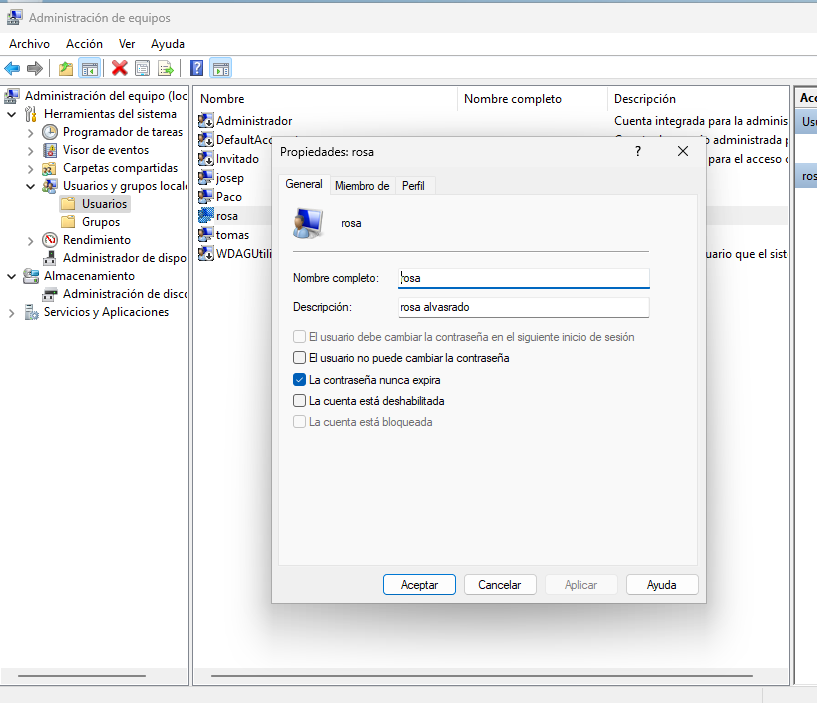 Administración de equipos
Archivo Acción Ver Ayuda
Administración del equipo (loc
Herramientas del sistema
Programador de tareas
Visor de eventos
Carpetas compartidas
Usuarios y grupos locale
Usuarios
Grupos
Rendimiento
Administrador de dispo
Almacenamiento
Administración de disco
Servicios y Aplicaciones
Nombre Nombre completo Descripción
Administrador Cuenta integrada para la adminis
DefaultAcc administrada p
Invitado para el acceso
josep
Paco
rosa
tomas
WDAGUtili uario que el sist
Acc
Usu
ros
Propiedades: rosa ?
General Miembro de Perfil
rosa
Nombre completo: rosa
Descripción: rosa alvasrado
El usuario debe cambiar la contraseña en el siguiente inicio de sesión
El usuario no puede cambiar la contraseña
La contraseña nunca expira
La cuenta está deshabilitada
La cuenta está bloqueada
Aceptar Cancelar Aplicar Ayuda